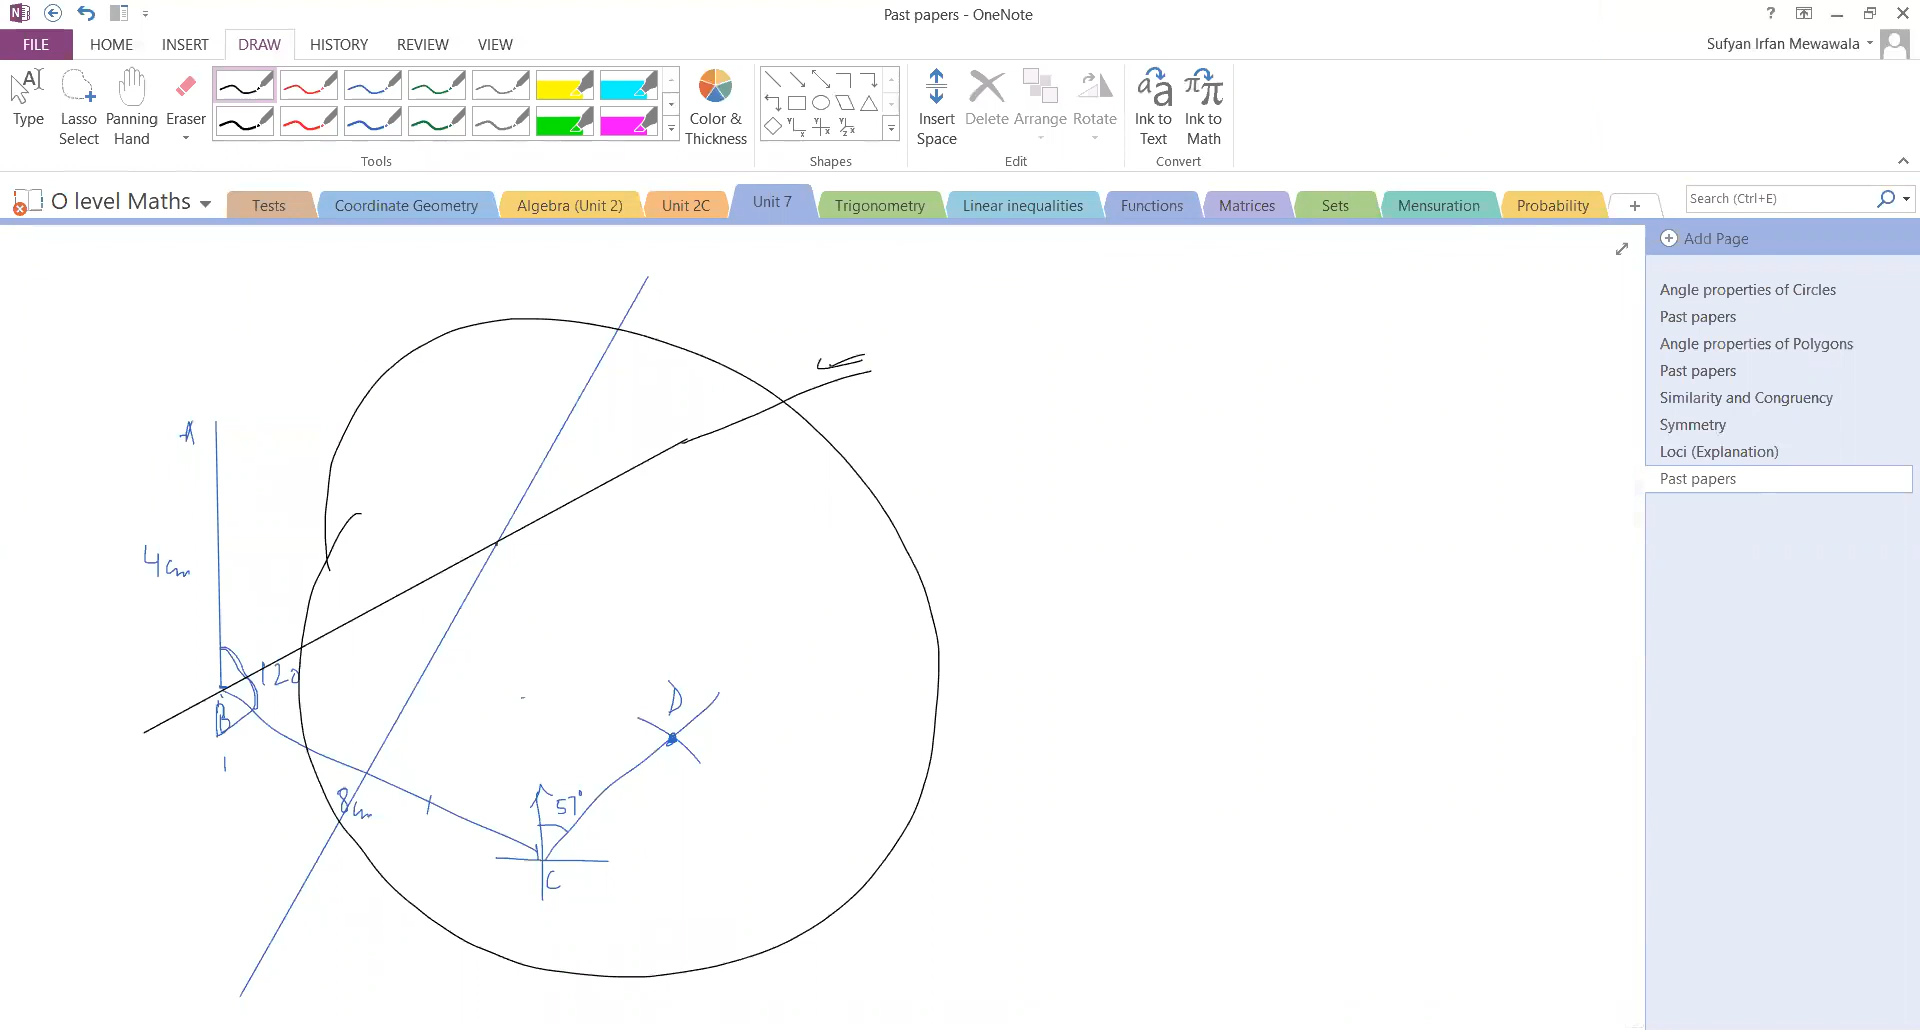 Past papers - OneNote
?
FILE HOME INSERT DRAW HISTORY REVIEW VIEW
Sufyan Irfan Mewawala
Type
Lasso Select
Panning Hand
Eraser
Color & Thickness
Insert Space
Delete
Arrange
Rotate
Ink to Text
Ink to Math
Tools
Shapes
Edit
Convert
O level Maths
Tests
Coordinate Geometry
Algebra (Unit 2)
Unit 2C
Unit 7
Trigonometry
Linear inequalities
Functions
Matrices
Sets
Mensuration
Probability
+
Search (Ctrl+E)
Add Page
Angle properties of Circles
Past papers
Angle properties of Polygons
Past papers
Similarity and Congruency
Symmetry
Loci (Explanation)
Past papers
A
4cm
120
B
D
8cm
57°
C